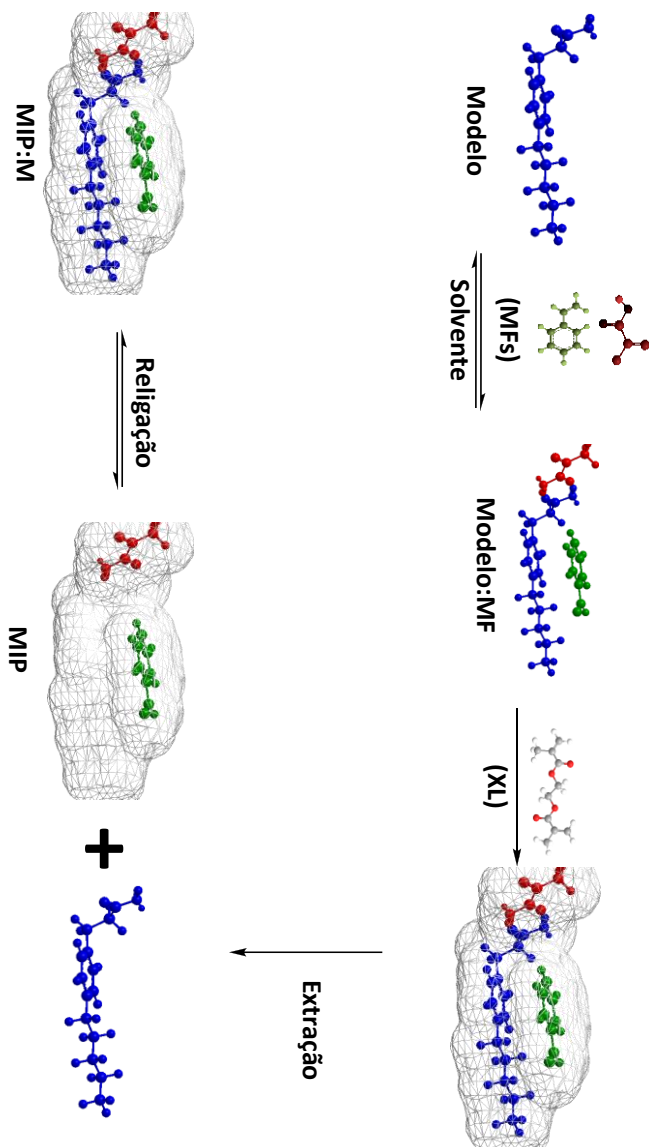 Modelo
(MFs)
Solvente
Modelo:MF
(XL)
Extração
MIP:M
Religação
MIP
+